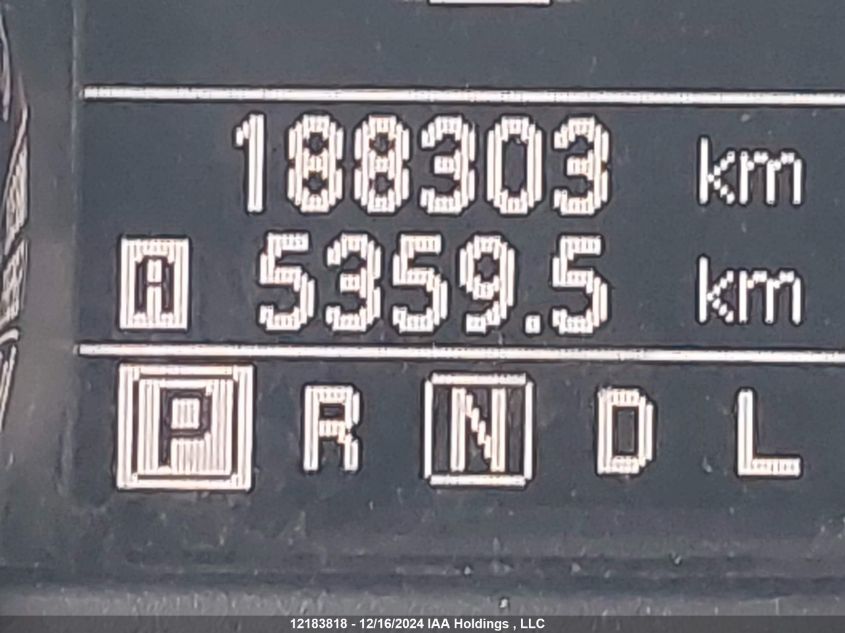 188303 km
A 5359.5 km
P R N D L
12183818 - 12/16/2024 IAA Holdings , LLC